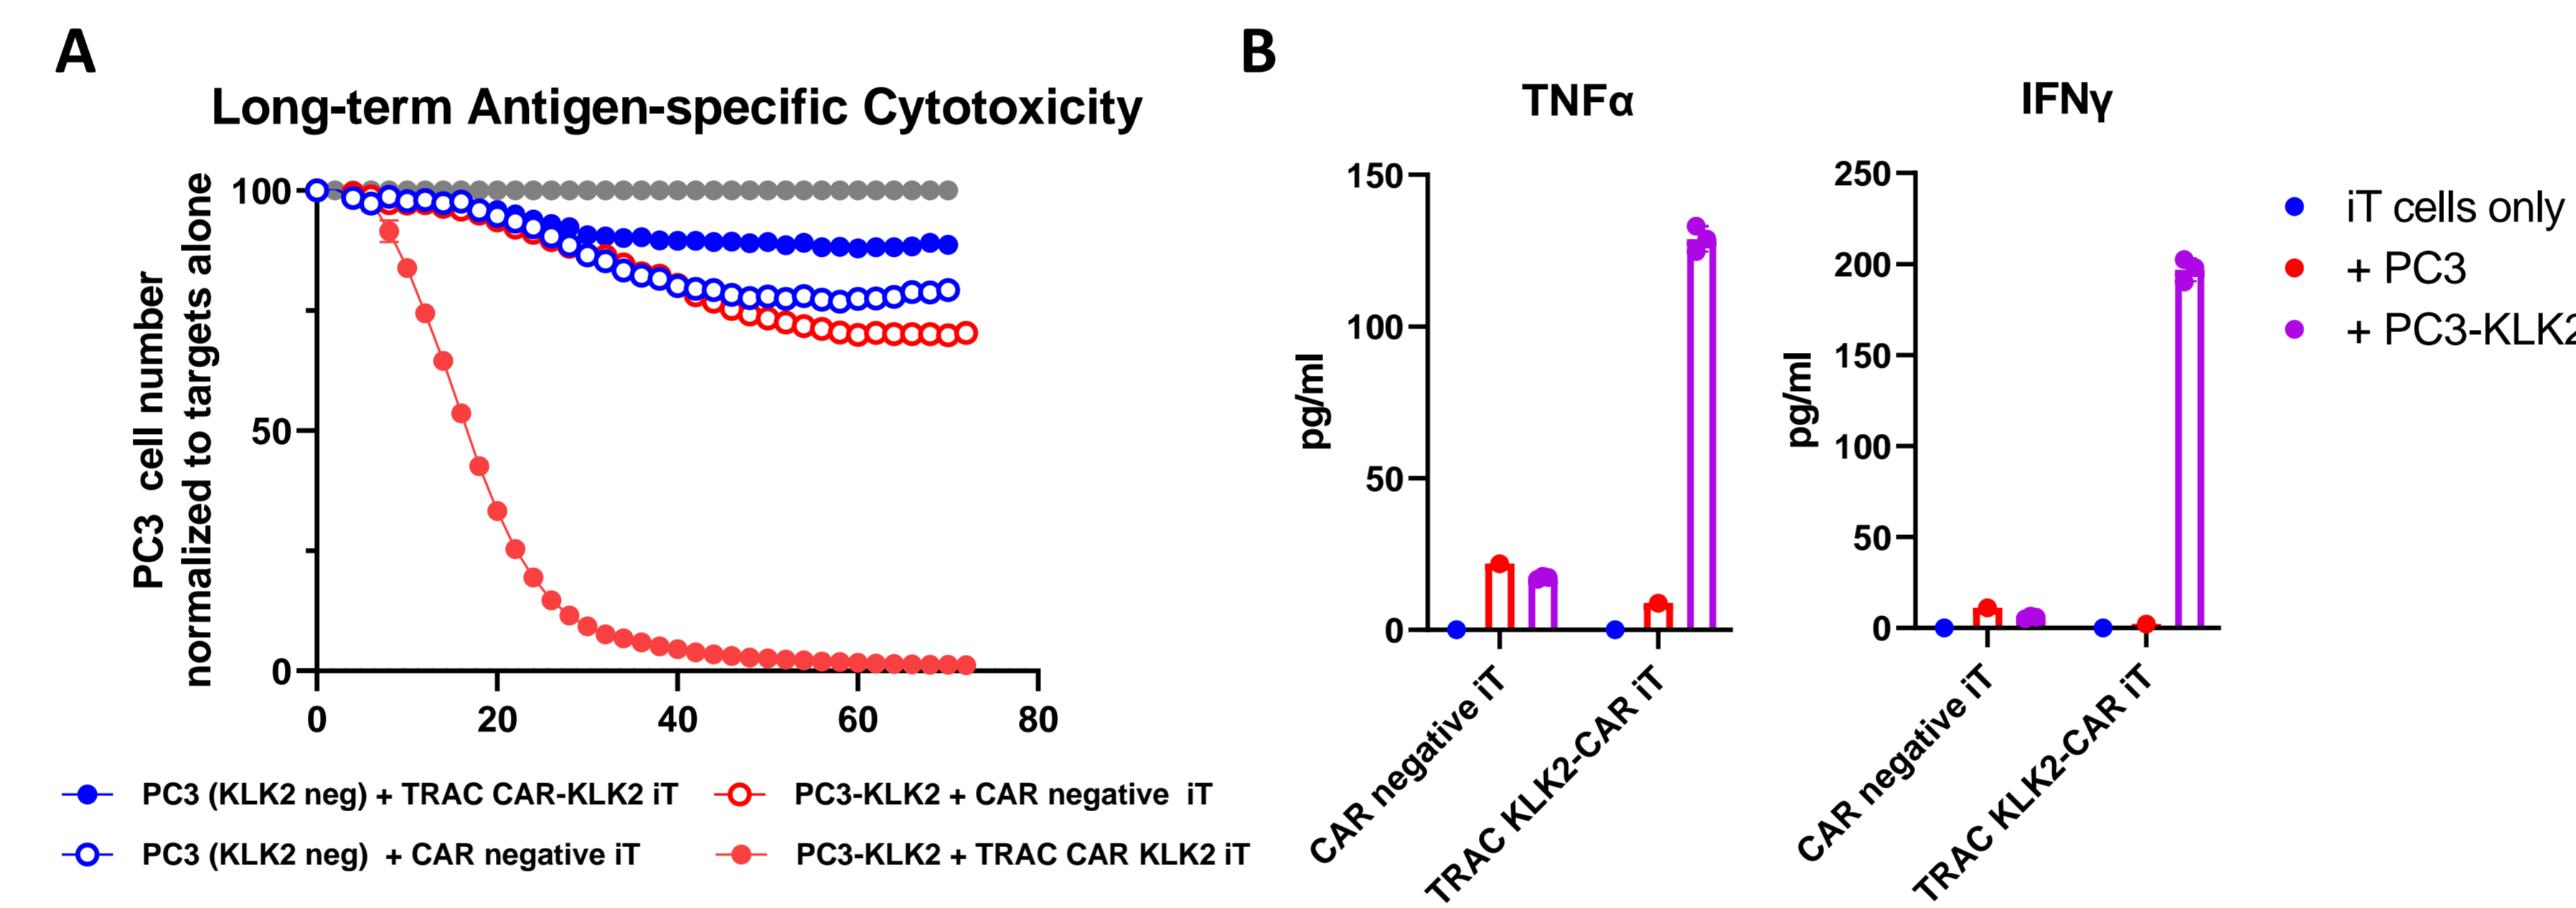 A
Long-term Antigen-specific Cytotoxicity
PC3 cell number
normalized to targets alone
100
50
0
0 20 40 60 80
PC3 (KLK2 neg) + TRAC CAR-KLK2 iT
PC3-KLK2 + CAR negative iT
PC3 (KLK2 neg) + CAR negative iT
PC3-KLK2 + TRAC CAR KLK2 iT
B
TNFα
pg/ml
150
100
50
0
CAR negative iT
TRAC KLK2-CAR iT
IFNγ
pg/ml
250
200
150
100
50
0
CAR negative iT
TRAC KLK2-CAR iT
iT cells only
+ PC3
+ PC3-KLK2